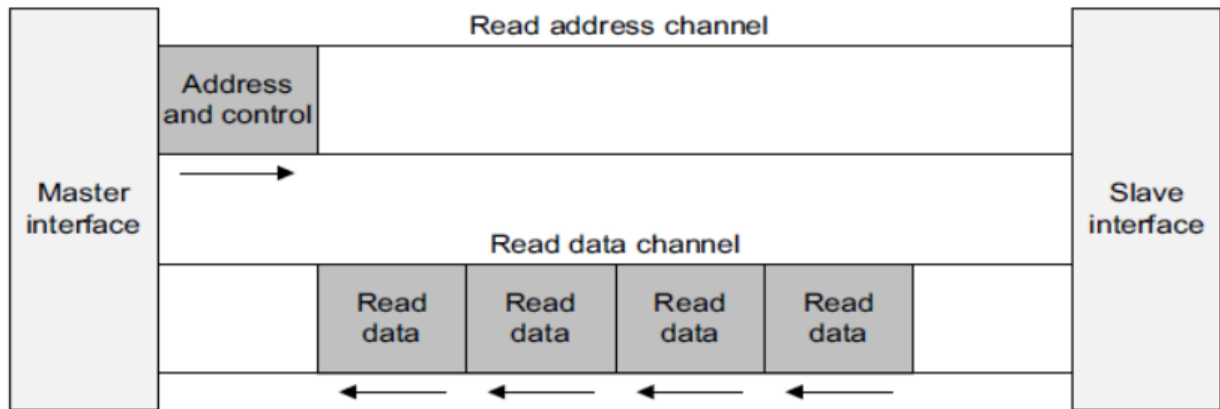 Read address channel
Address
and control
Master
interface
Slave
interface
Read data channel
Read
data
Read
data
Read
data
Read
data